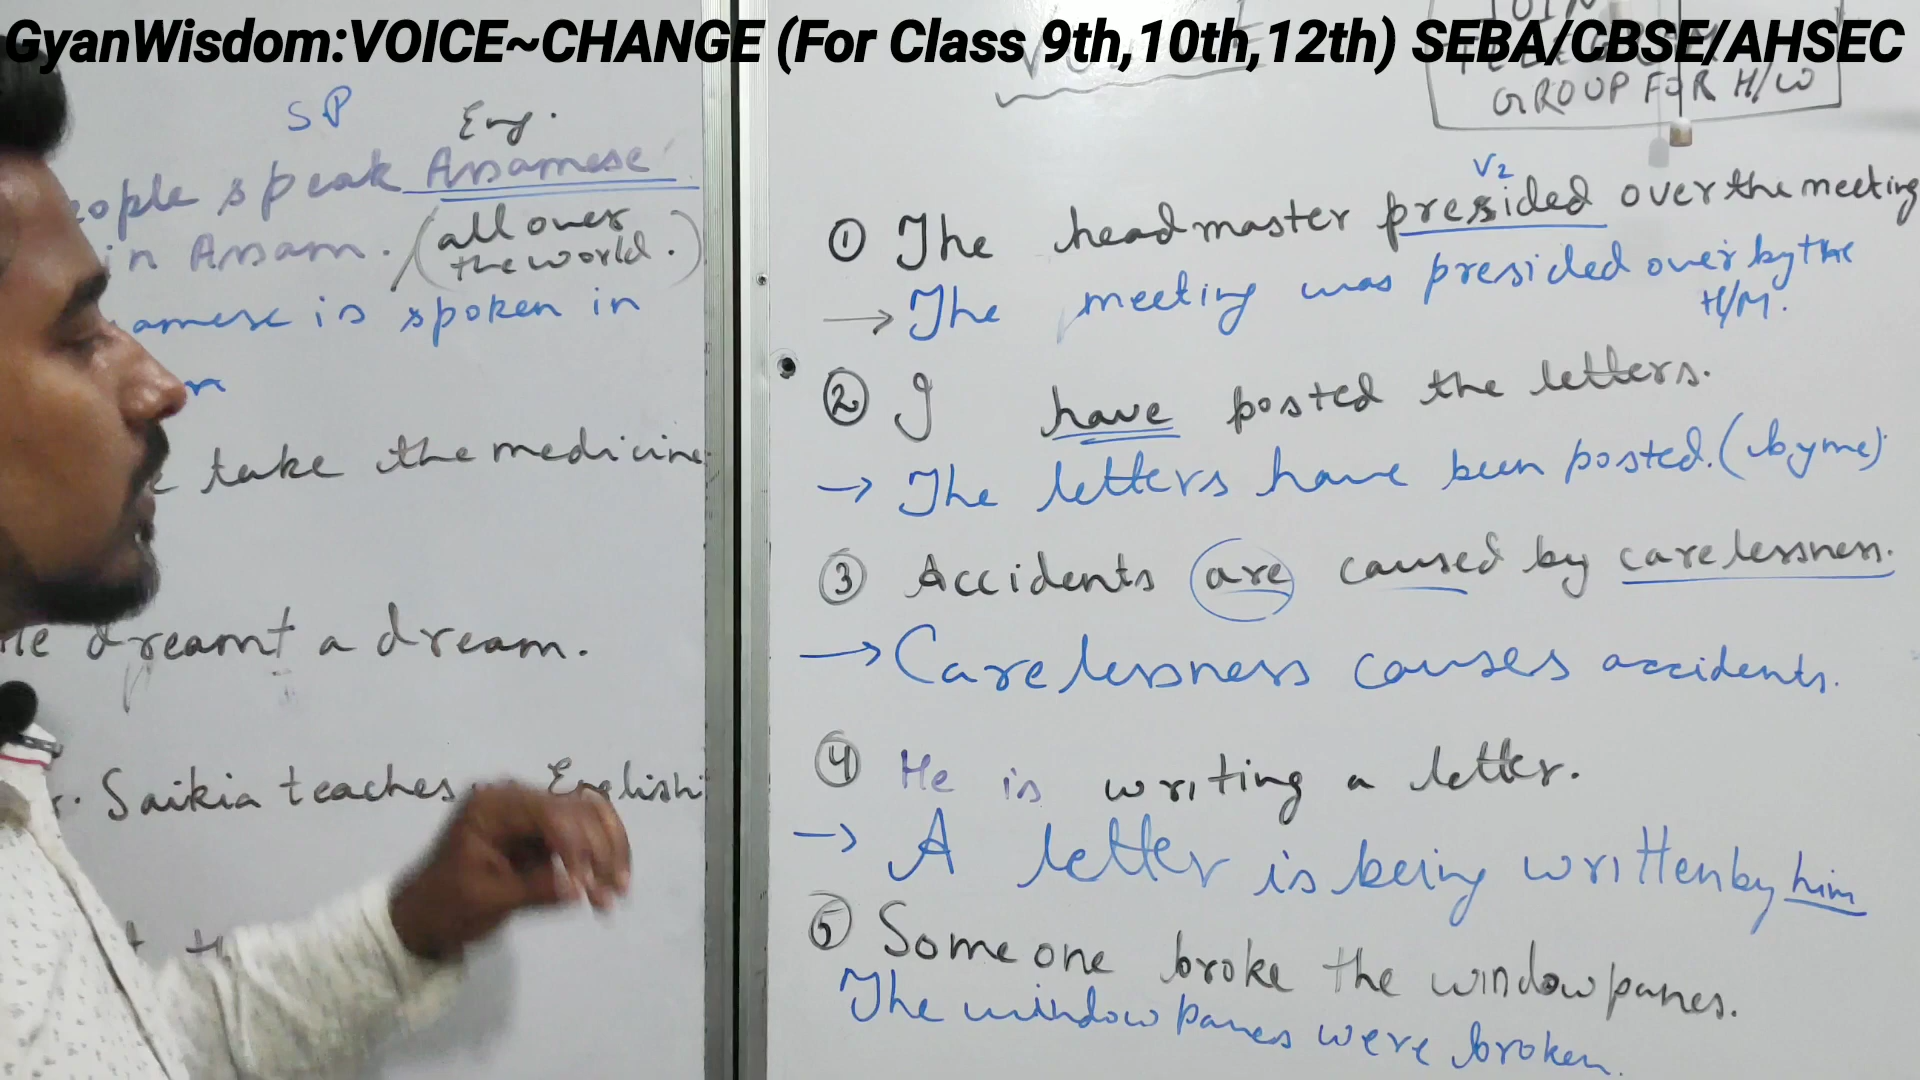 GyanWisdom:VOICE~CHANGE (For Class 9th,10th,12th) SEBA/CBSE/AHSEC
GROUP FOR H/W
SP
Eng.
speak Assamese
in Assam. (all over
the world.)
is spoken in
take the medicine
dreamt a dream.
Saikia teaches English
V2
① The headmaster presided over the meeting
→ The meeting was presided over by the
H/M.
② I have posted the letters.
→ The letters have been posted. (by me)
③ Accidents are caused by carelessness.
→ Carelessness causes accidents.
④ He is writing a letter.
→ A letter is being written by him
⑤ Someone broke the window panes.
The window panes were broken.